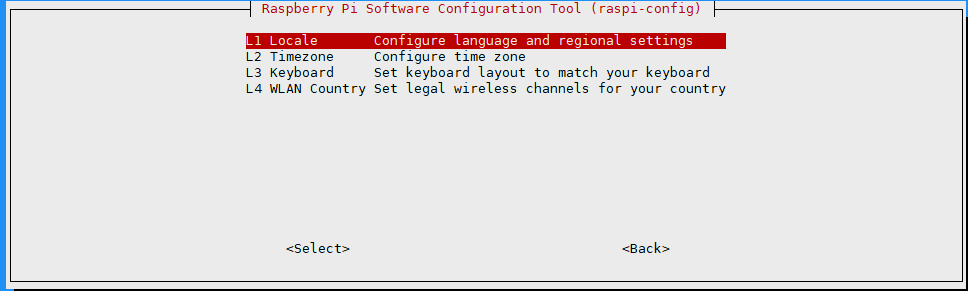 Raspberry Pi Software Configuration Tool (raspi-config)
L1 Locale Configure language and regional settings
L2 Timezone Configure time zone
L3 Keyboard Set keyboard layout to match your keyboard
L4 WLAN Country Set legal wireless channels for your country
<Select> <Back>